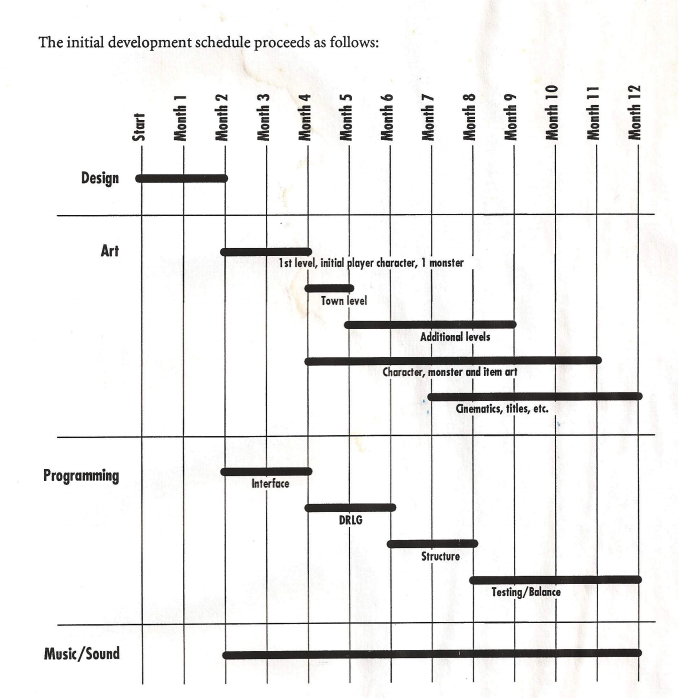 The initial development schedule proceeds as follows:
Start
Month 1
Month 2
Month 3
Month 4
Month 5
Month 6
Month 7
Month 8
Month 9
Month 10
Month 11
Month 12
Design
Art
1st level, initial player character, 1 monster
Town level
Additional levels
Character, monster and item art
Cinematics, titles, etc.
Programming
Interface
DRLG
Structure
Testing/Balance
Music/Sound